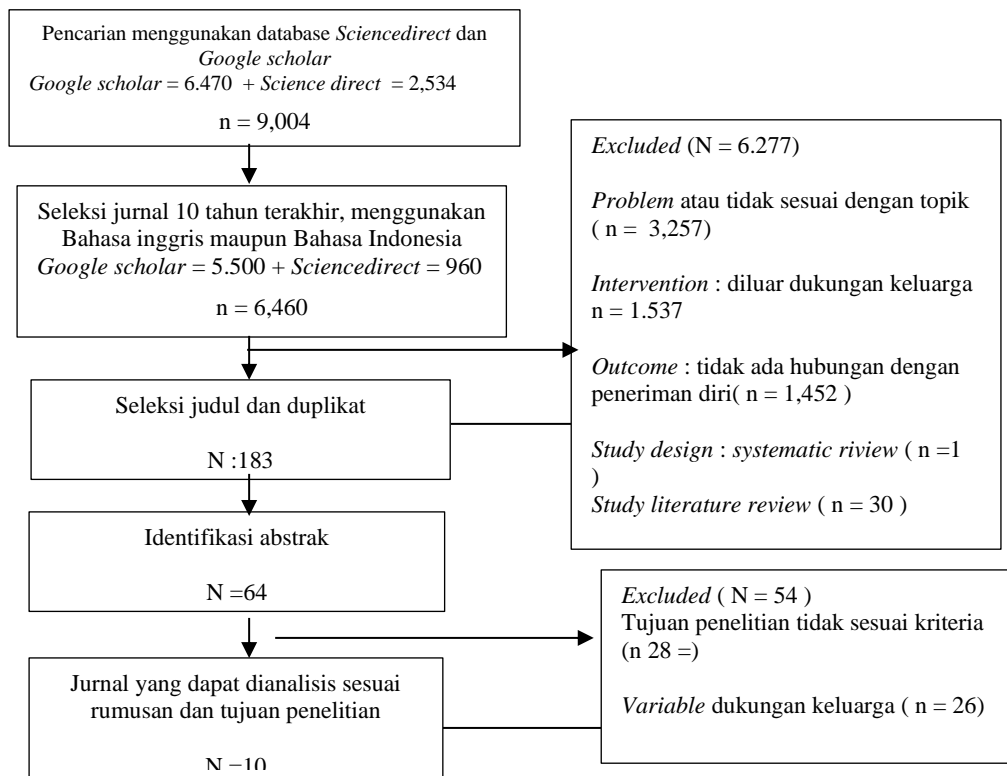 Pencarian menggunakan database Sciencedirect dan
Google scholar
Google scholar = 6.470 + Science direct = 2,534
n = 9,004
Seleksi jurnal 10 tahun terakhir, menggunakan
Bahasa inggris maupun Bahasa Indonesia
Google scholar = 5.500 + Sciencedirect = 960
n = 6,460
Excluded (N = 6.277)
Problem atau tidak sesuai dengan topik
( n = 3,257)
Intervention : diluar dukungan keluarga
n = 1.537
Outcome : tidak ada hubungan dengan
peneriman diri( n = 1,452 )
Study design : systematic riview ( n =1
)
Study literature review ( n = 30 )
Seleksi judul dan duplikat
N :183
Identifikasi abstrak
N =64
Excluded ( N = 54 )
Tujuan penelitian tidak sesuai kriteria
(n 28 =)
Variable dukungan keluarga ( n = 26)
Jurnal yang dapat dianalisis sesuai
rumusan dan tujuan penelitian
N =10